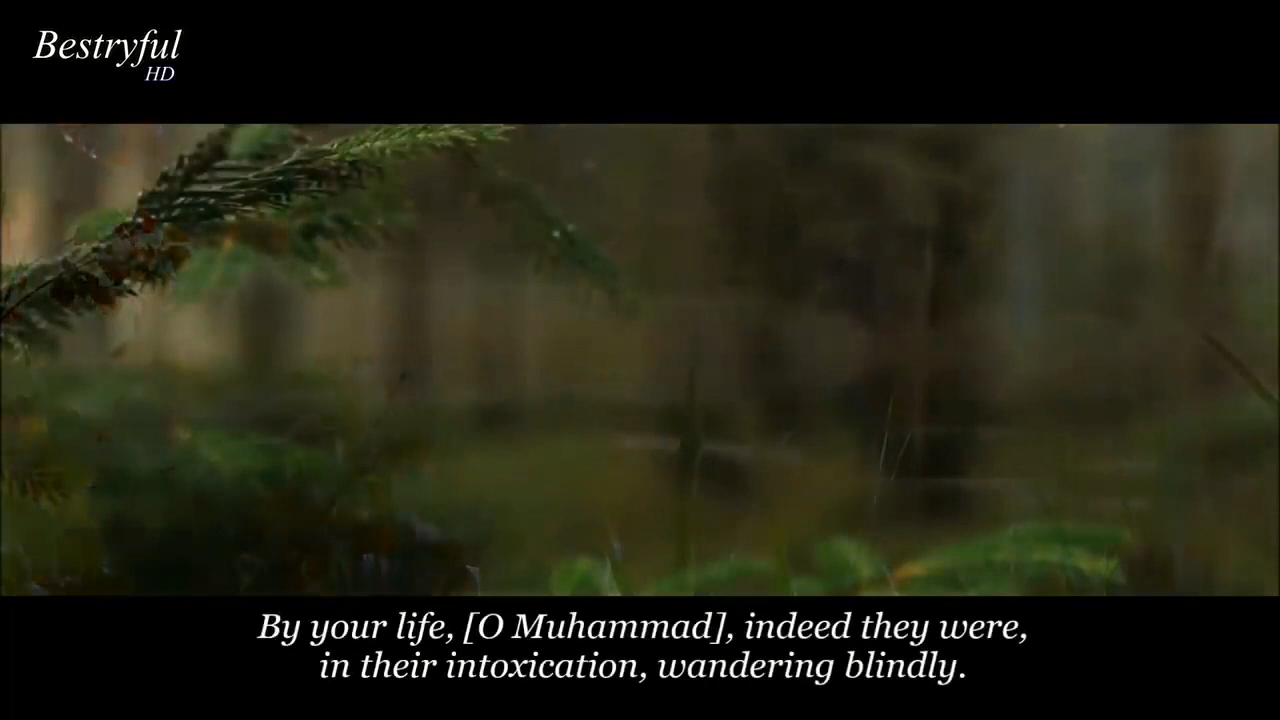 Bestryful
HD
By your life, [O Muhammad], indeed they were,
in their intoxication, wandering blindly.